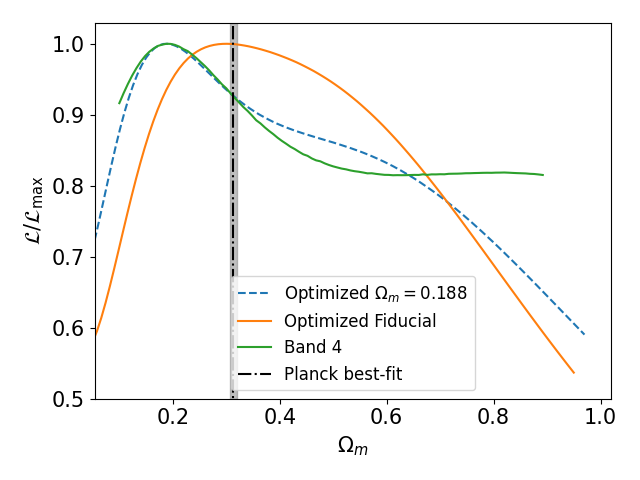 1.0
0.9
0.8
0.7
0.6
0.5
ℒ/ℒmax
Optimized Ωm = 0.188
Optimized Fiducial
Band 4
Planck best-fit
0.2 0.4 0.6 0.8 1.0
Ωm